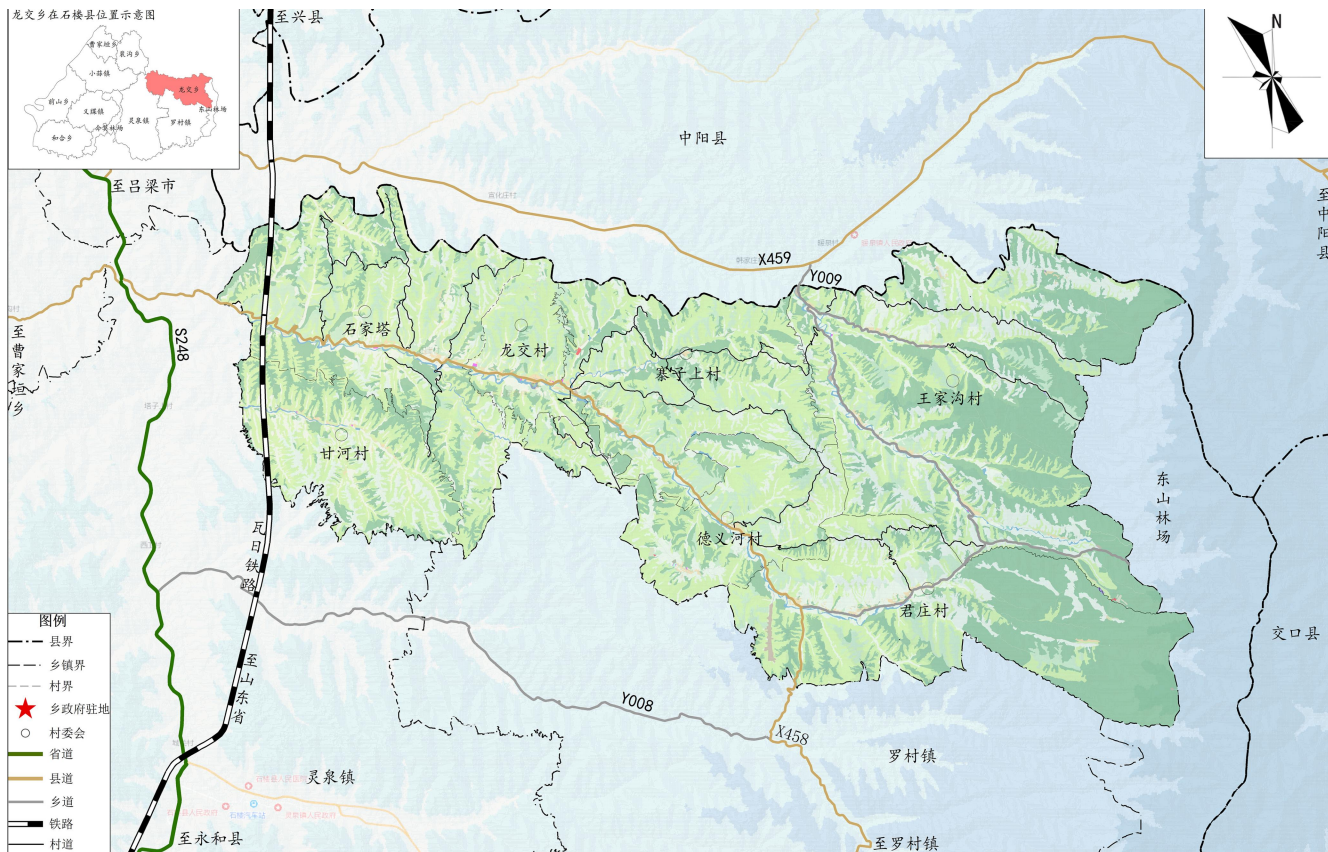 龙交乡在石楼县位置示意图
曹家垣乡
裴沟乡
小蒜镇
龙交乡
前山乡
义牒镇
东山林场
灵泉镇
罗村镇
和合乡
至兴县
N
中阳县
至吕梁市
至中阳县
X459
Y009
S248
石家塔
龙交村
寨子上村
王家沟村
至曹家垣乡
甘河村
东山林场
德义河村
瓦日铁路
君庄村
交口县
至山东省
Y008
X458
罗村镇
灵泉镇
至永和县
至罗村镇
图例
县界
乡镇界
村界
乡政府驻地
村委会
省道
县道
乡道
铁路
村道